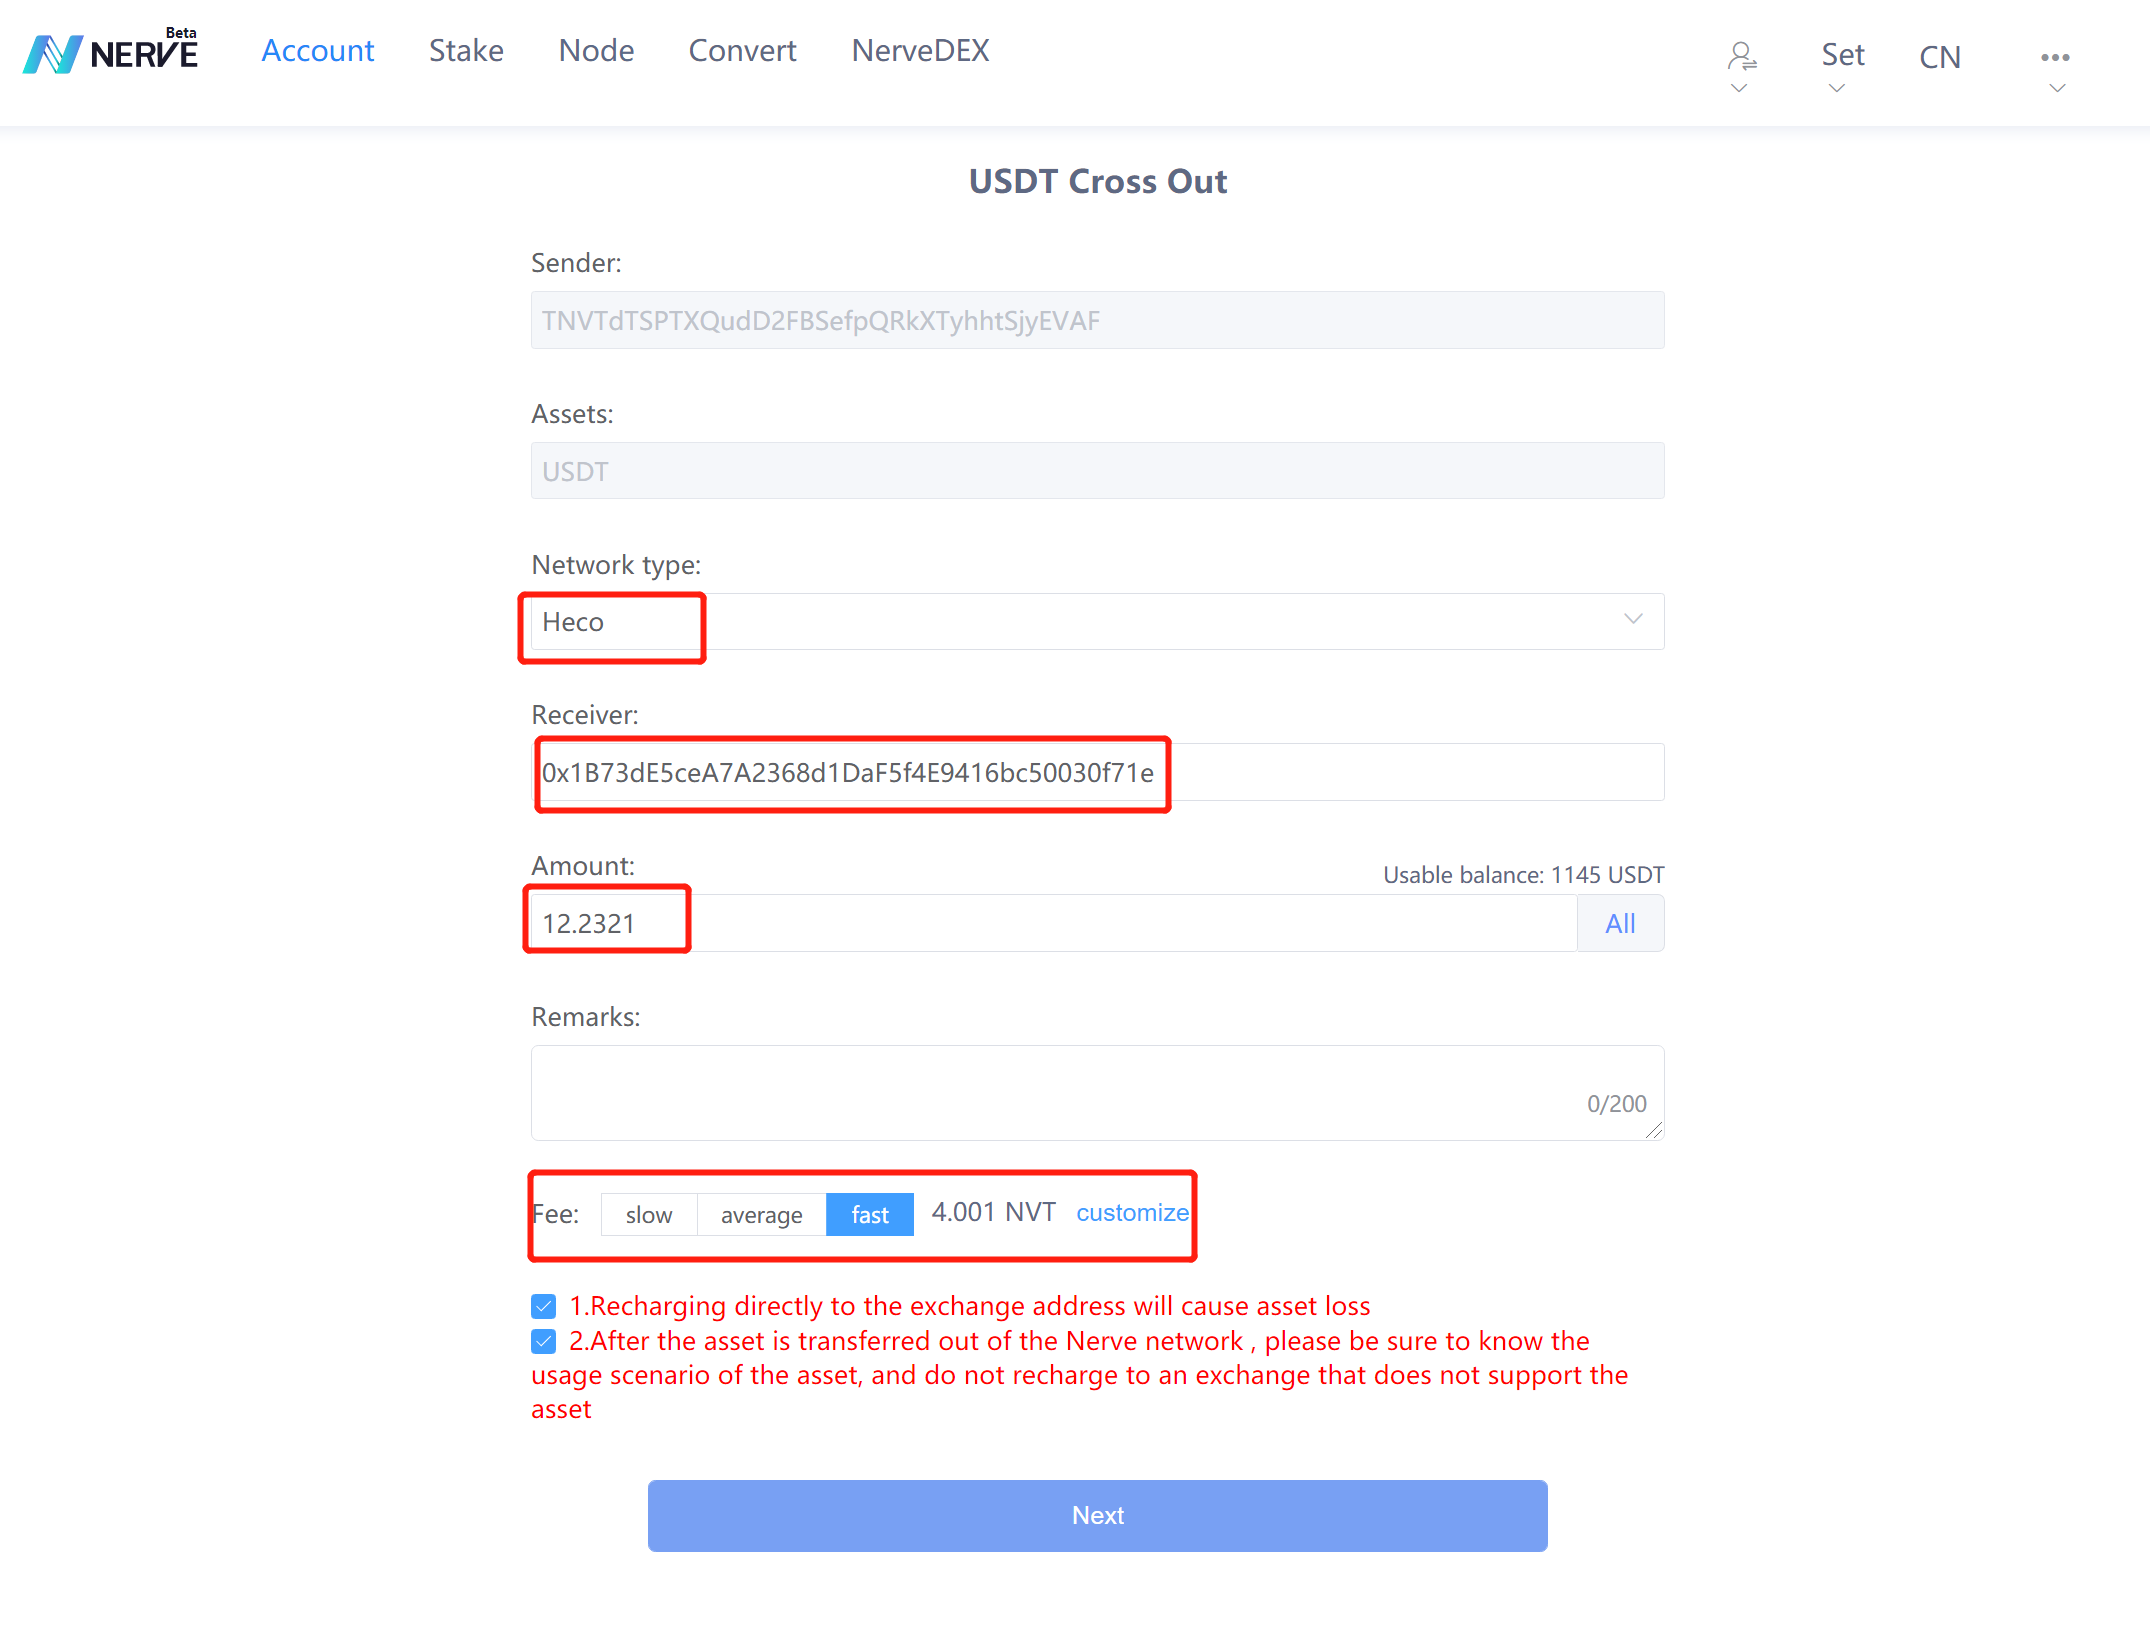 Beta
NERVE Account Stake Node Convert NerveDEX Set CN
USDT Cross Out
Sender:
TNVTdTSPTXQudD2FBSefpQRkXTyhhtSjyEVAF
Assets:
USDT
Network type:
Heco
Receiver:
0x1B73dE5ceA7A2368d1DaF5f4E9416bc50030f71e
Amount:
Usable balance: 1145 USDT
12.2321 All
Remarks:
0/200
Fee: slow average fast 4.001 NVT customize
1.Recharging directly to the exchange address will cause asset loss
2.After the asset is transferred out of the Nerve network , please be sure to know the
usage scenario of the asset, and do not recharge to an exchange that does not support the
asset
Next